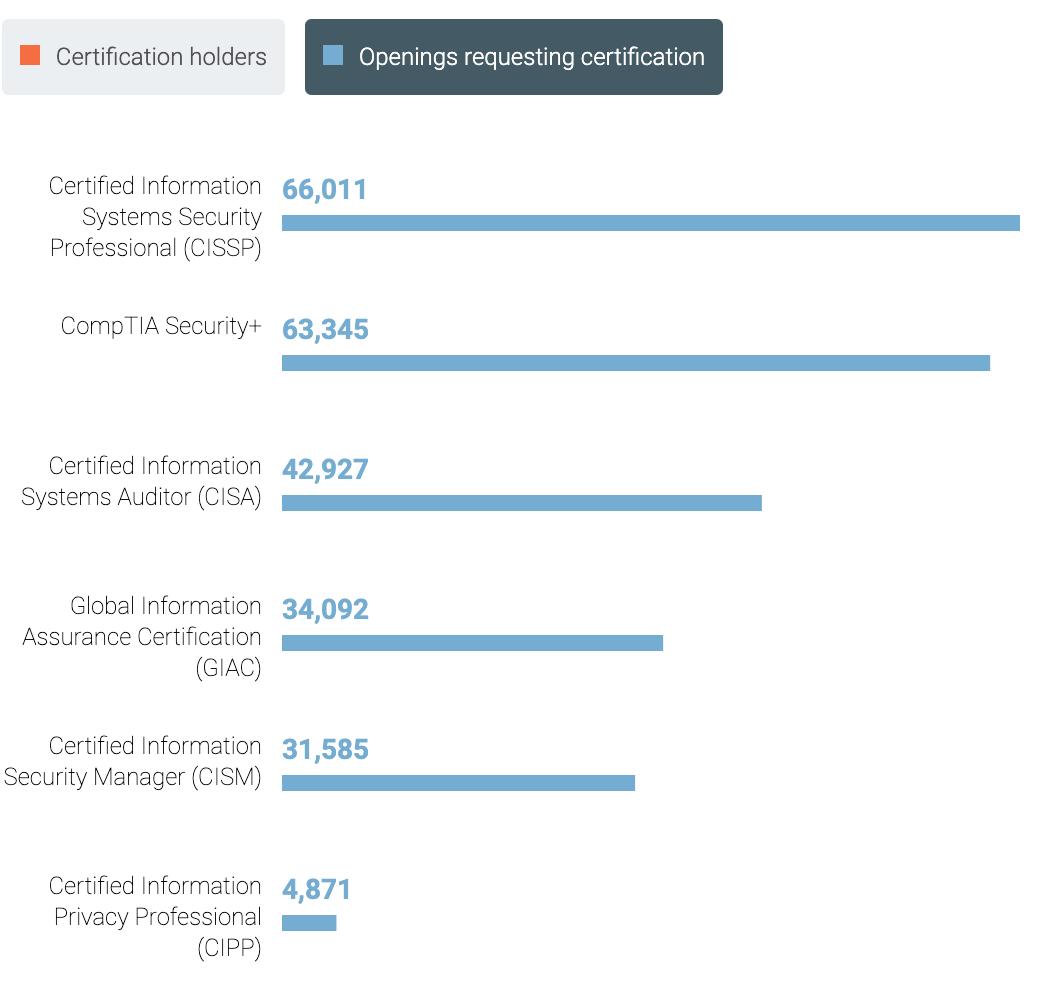 Certification holders
Openings requesting certification
Certified Information
Systems Security
Professional (CISSP)
66,011
CompTIA Security+
63,345
Certified Information
Systems Auditor (CISA)
42,927
Global Information
Assurance Certification
(GIAC)
34,092
Certified Information
Security Manager (CISM)
31,585
Certified Information
Privacy Professional
(CIPP)
4,871